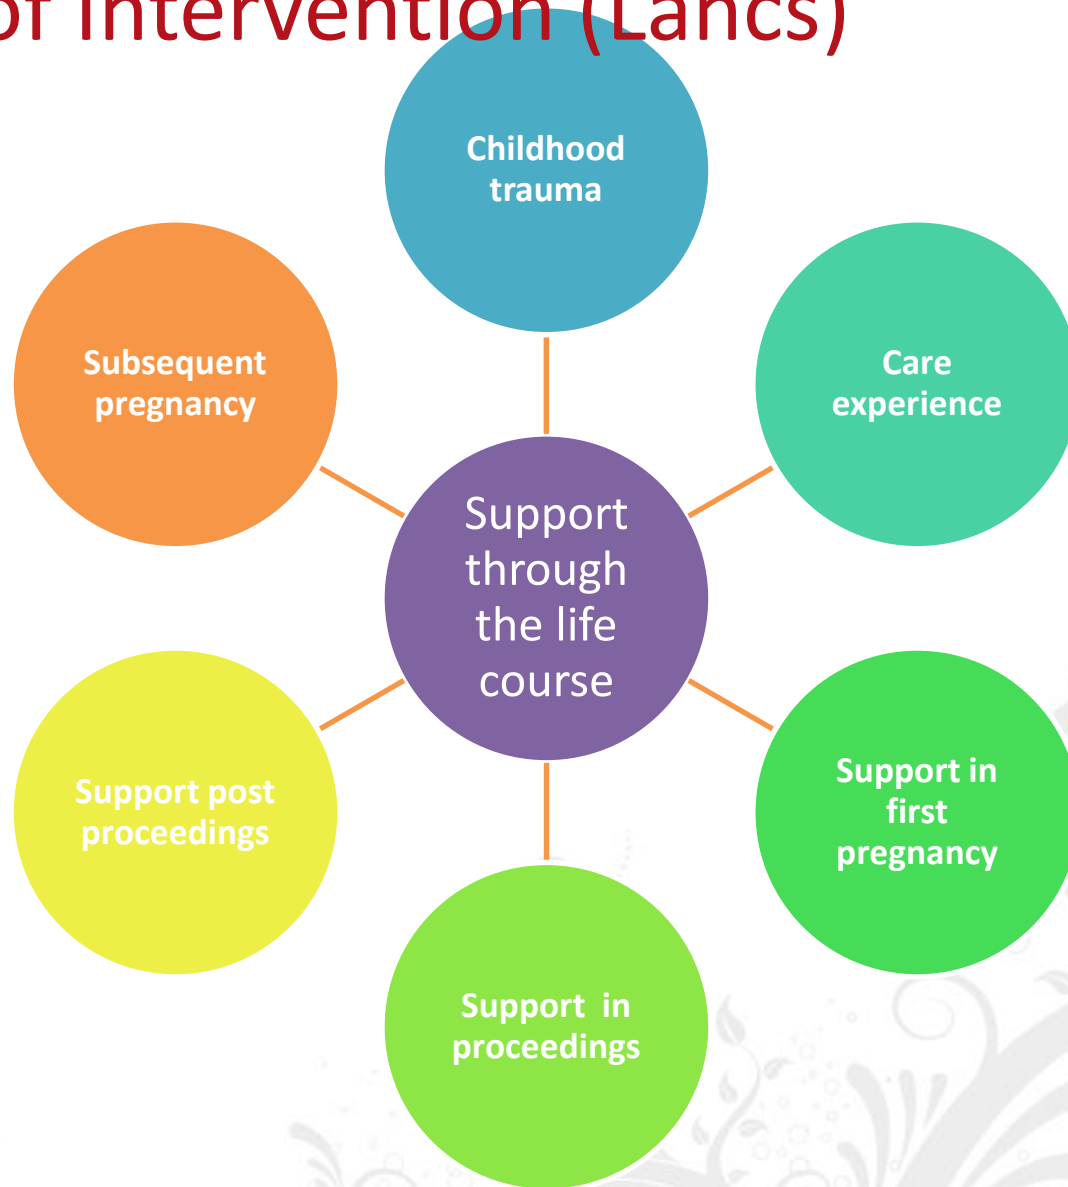 of Intervention (Lancs)
Childhood
trauma
Care
experience
Support in
first
pregnancy
Support  in
proceedings
Support post
proceedings
Subsequent
pregnancy
Support
through
the life
course